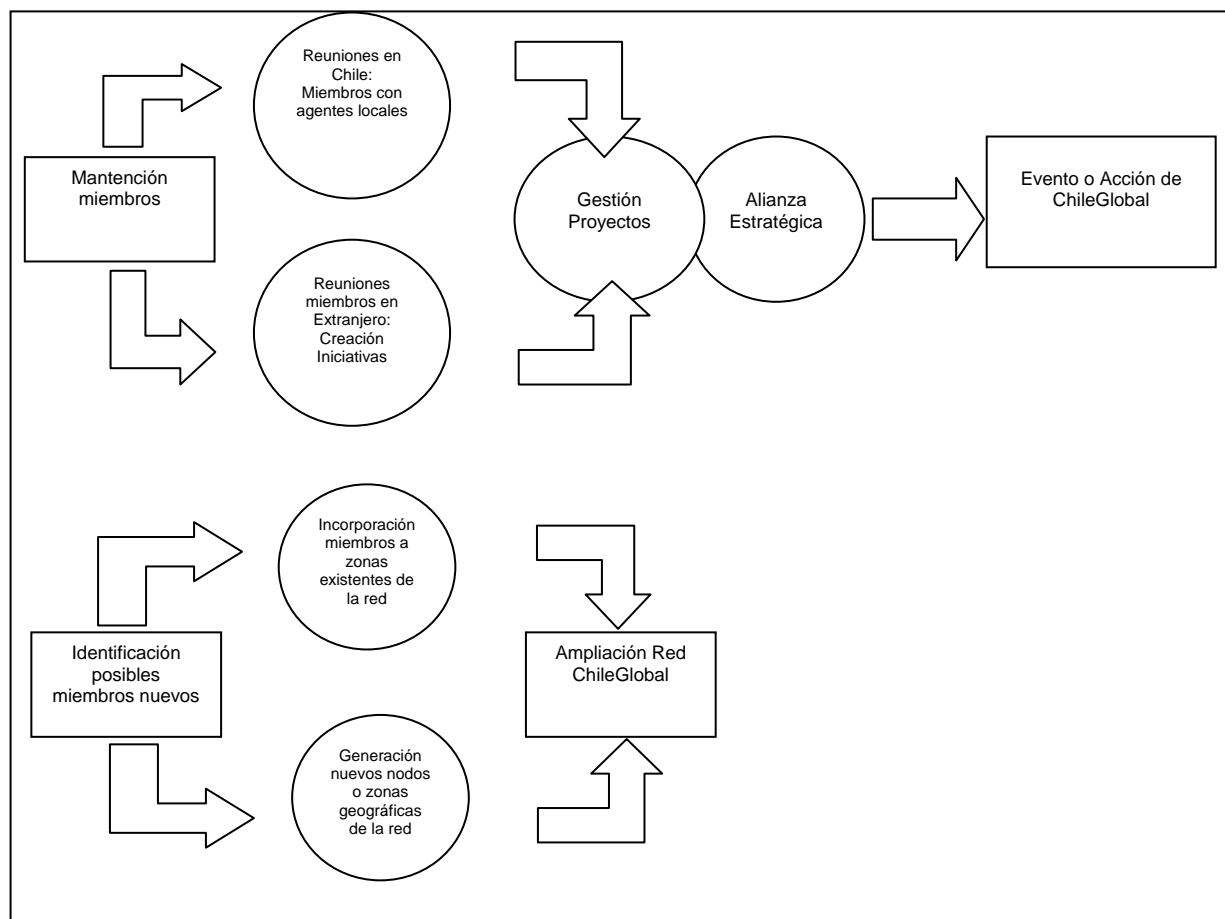 Mantención
miembros
Reuniones en
Chile:
Miembros con
agentes locales
Reuniones
miembros en
Extranjero:
Creación
Iniciativas
Gestión
Proyectos
Alianza
Estratégica
Evento o Acción de
ChileGlobal
Identificación
posibles
miembros nuevos
Incorporación
miembros a
zonas
existentes de
la red
Generación
nuevos nodos
o zonas
geográficas
de la red
Ampliación Red
ChileGlobal